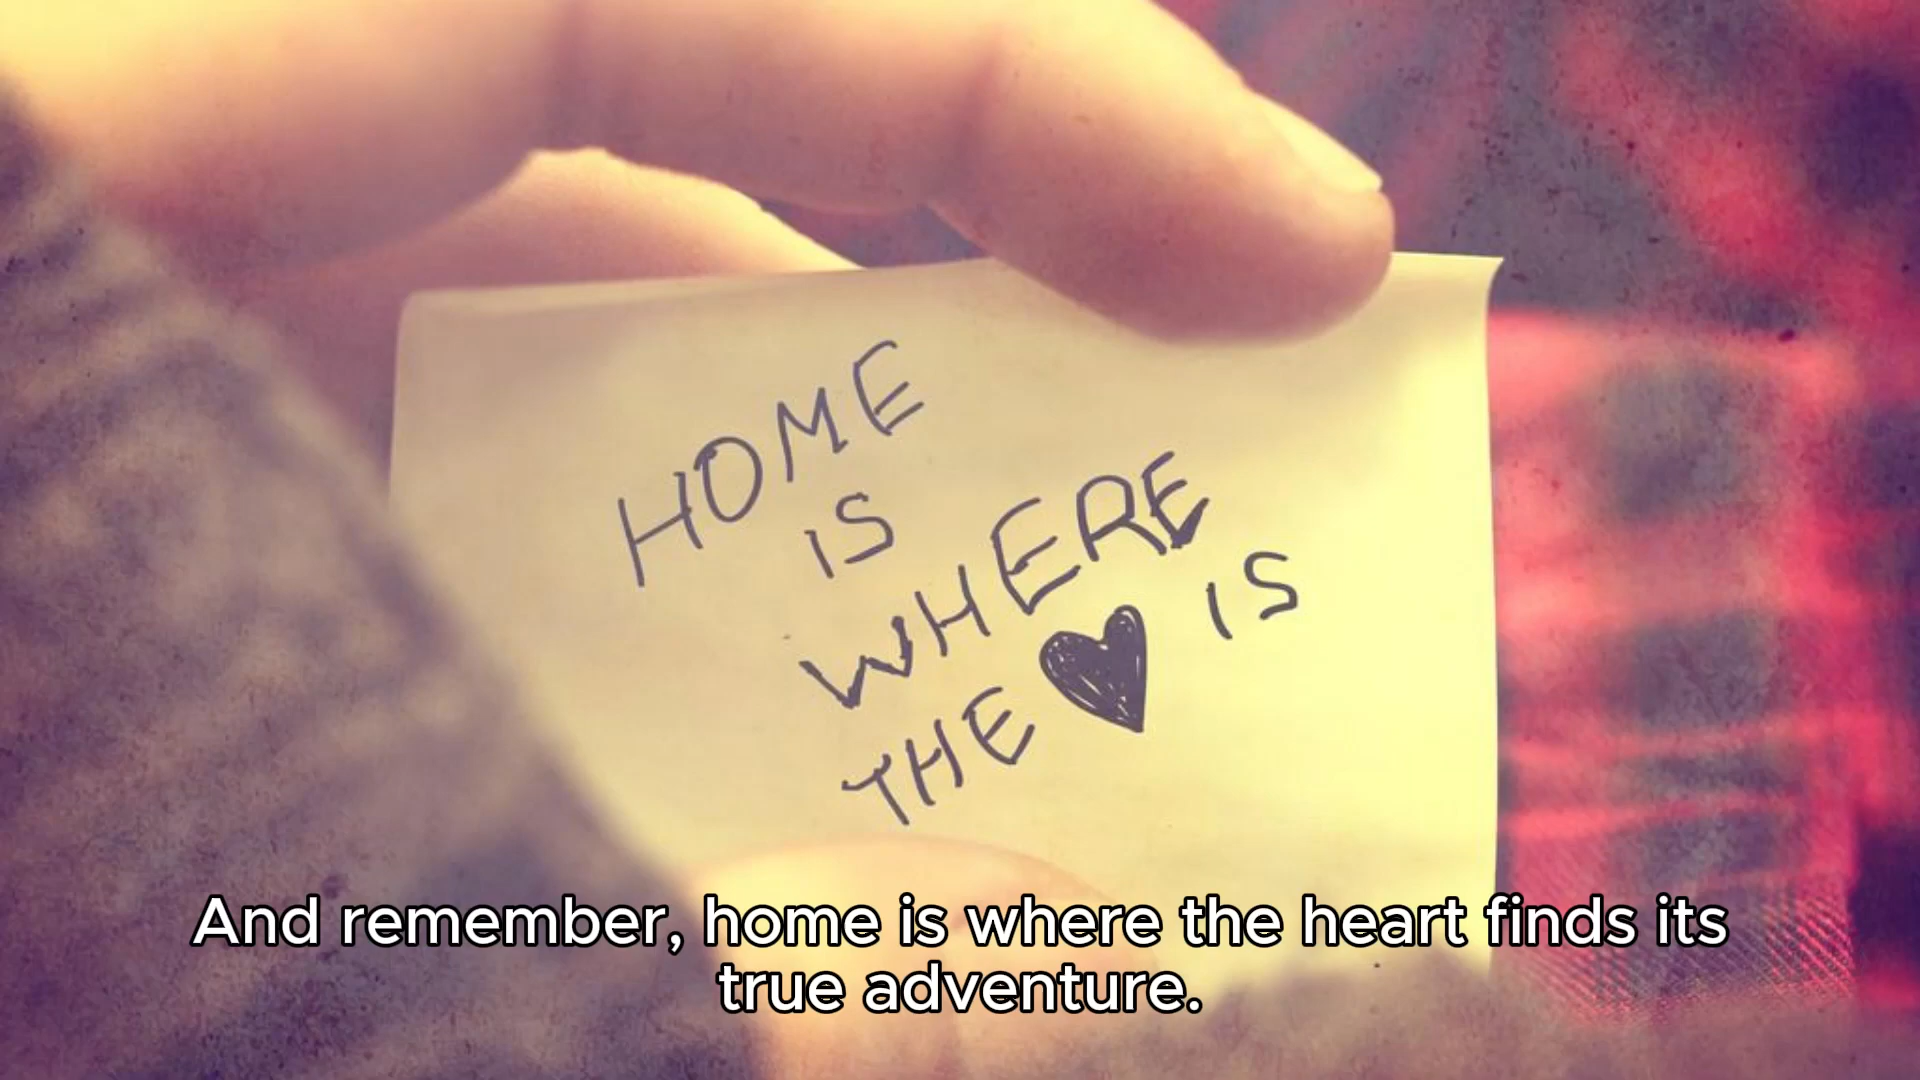 HOME
IS
WHERE
THE ♥ IS
And remember, home is where the heart finds its
true adventure.